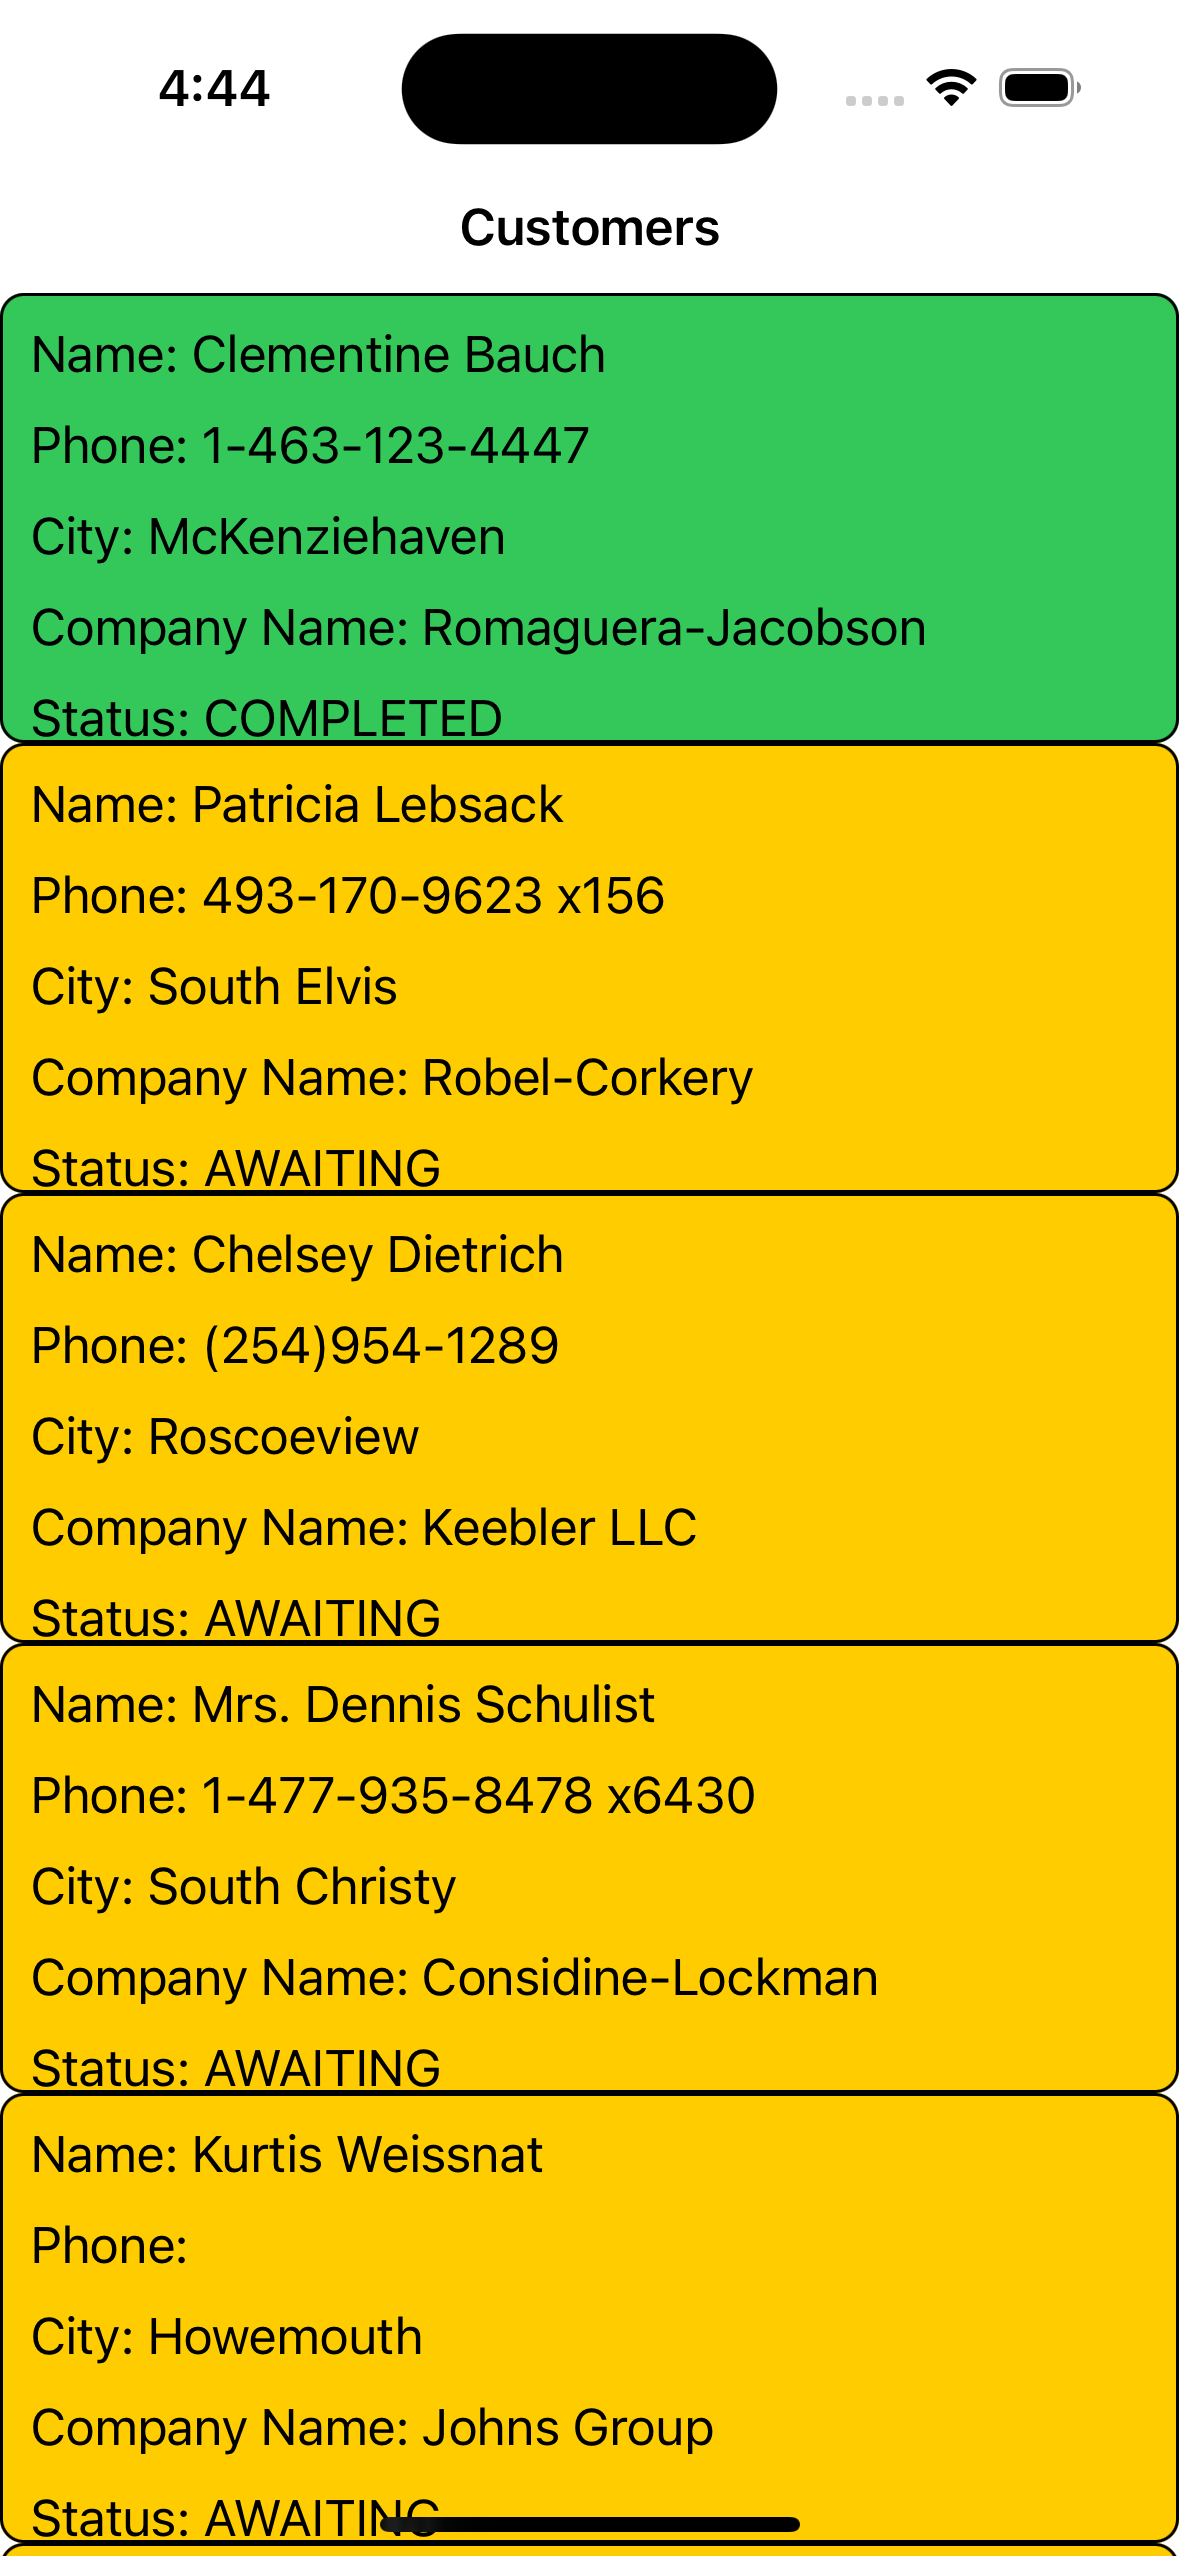 4:44
Customers
Name: Clementine Bauch
Phone: 1-463-123-4447
City: McKenziehaven
Company Name: Romaguera-Jacobson
Status: COMPLETED
Name: Patricia Lebsack
Phone: 493-170-9623 x156
City: South Elvis
Company Name: Robel-Corkery
Status: AWAITING
Name: Chelsey Dietrich
Phone: (254)954-1289
City: Roscoeview
Company Name: Keebler LLC
Status: AWAITING
Name: Mrs. Dennis Schulist
Phone: 1-477-935-8478 x6430
City: South Christy
Company Name: Considine-Lockman
Status: AWAITING
Name: Kurtis Weissnat
Phone:
City: Howemouth
Company Name: Johns Group
Status: AWAITING